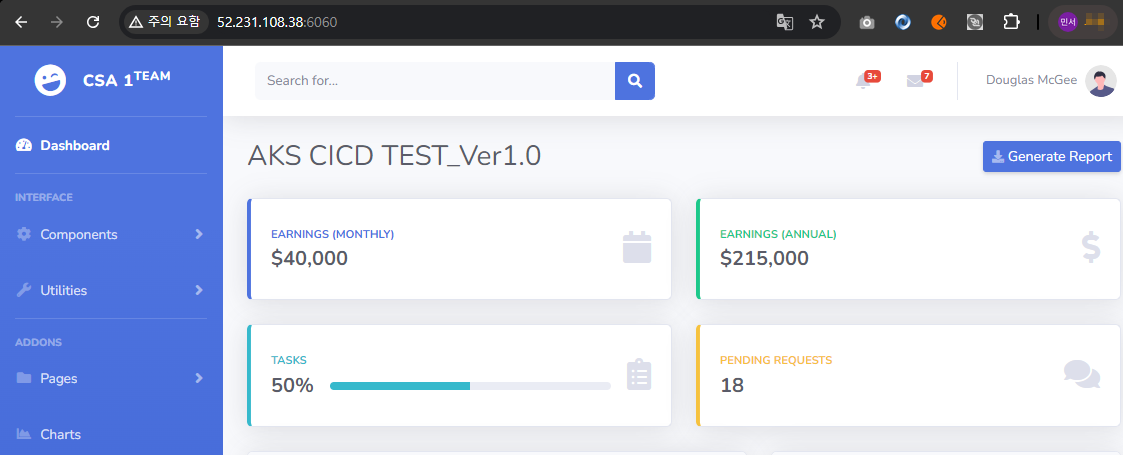 주의 요함 52.231.108.38:6060
민서
CSA 1TEAM
Search for...
3+
7
Douglas McGee
Dashboard
AKS CICD TEST_Ver1.0
Generate Report
INTERFACE
Components
Utilities
EARNINGS (MONTHLY)
$40,000
EARNINGS (ANNUAL)
$215,000
ADDONS
Pages
Charts
TASKS
50%
PENDING REQUESTS
18